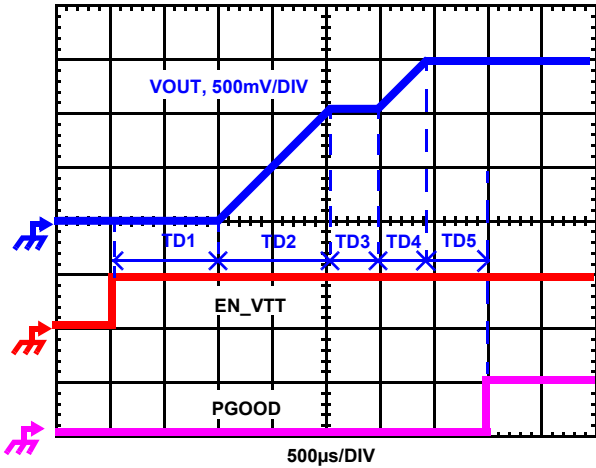 VOUT, 500mV/DIV
TD1 TD2 TD3 TD4 TD5
EN_VTT
PGOOD
500µs/DIV